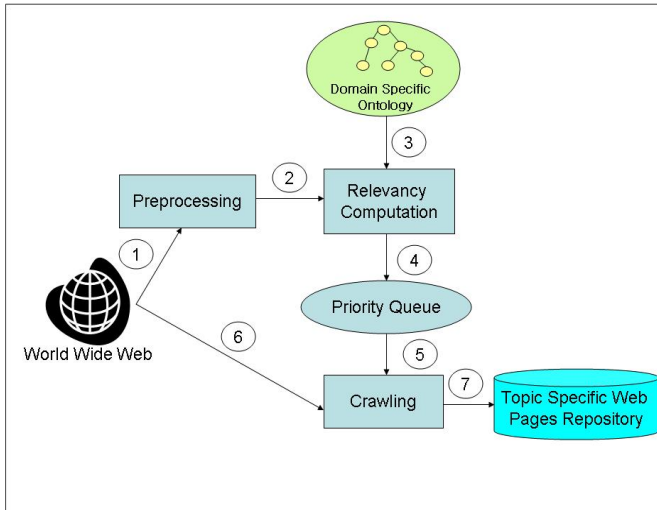 Domain Specific
Ontology
3
2
Preprocessing
Relevancy
Computation
1
4
Priority Queue
World Wide Web
6
5
7
Crawling
Topic Specific Web
Pages Repository